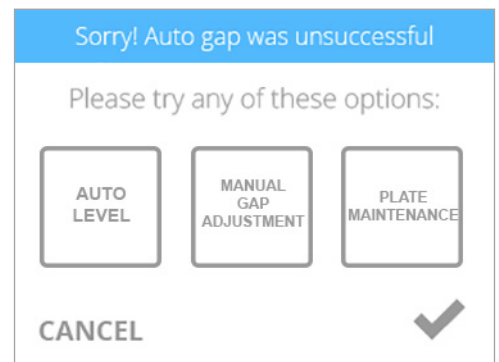 Sorry! Auto gap was unsuccessful
Please try any of these options:
AUTO
LEVEL
MANUAL
GAP
ADJUSTMENT
PLATE
MAINTENANCE
CANCEL